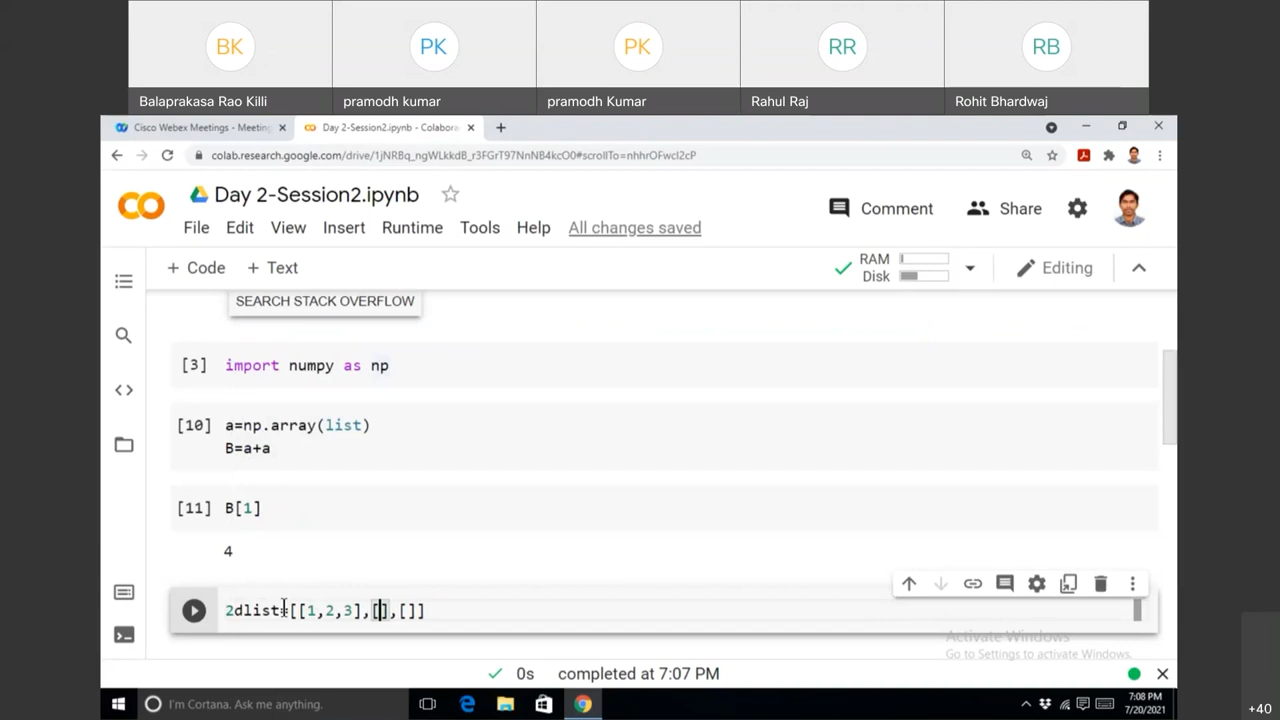 BK
PK
PK
RR
RB
Balaprakasa Rao Killi
pramodh kumar
pramodh Kumar
Rahul Raj
Rohit Bhardwaj
Cisco Webex Meetings - Meeting
Day 2-Session2.ipynb - Colabora
colab.research.google.com/drive/1jNRBq_ngWLkkdB_r3FGrT97NnNB4kcO0#scrollTo=nhhrOFwcI2cP
Day 2-Session2.ipynb
Comment
Share
File Edit View Insert Runtime Tools Help All changes saved
+ Code + Text
RAM
Disk
Editing
SEARCH STACK OVERFLOW
[3] import numpy as np
[10] a=np.array(list)
B=a+a
[11] B[1]
4
2dlist=[[1,2,3],[],[]]
Activate Windows
Go to Settings to activate Windows.
0s completed at 7:07 PM
I'm Cortana. Ask me anything.
7:08 PM
7/20/2021
+40